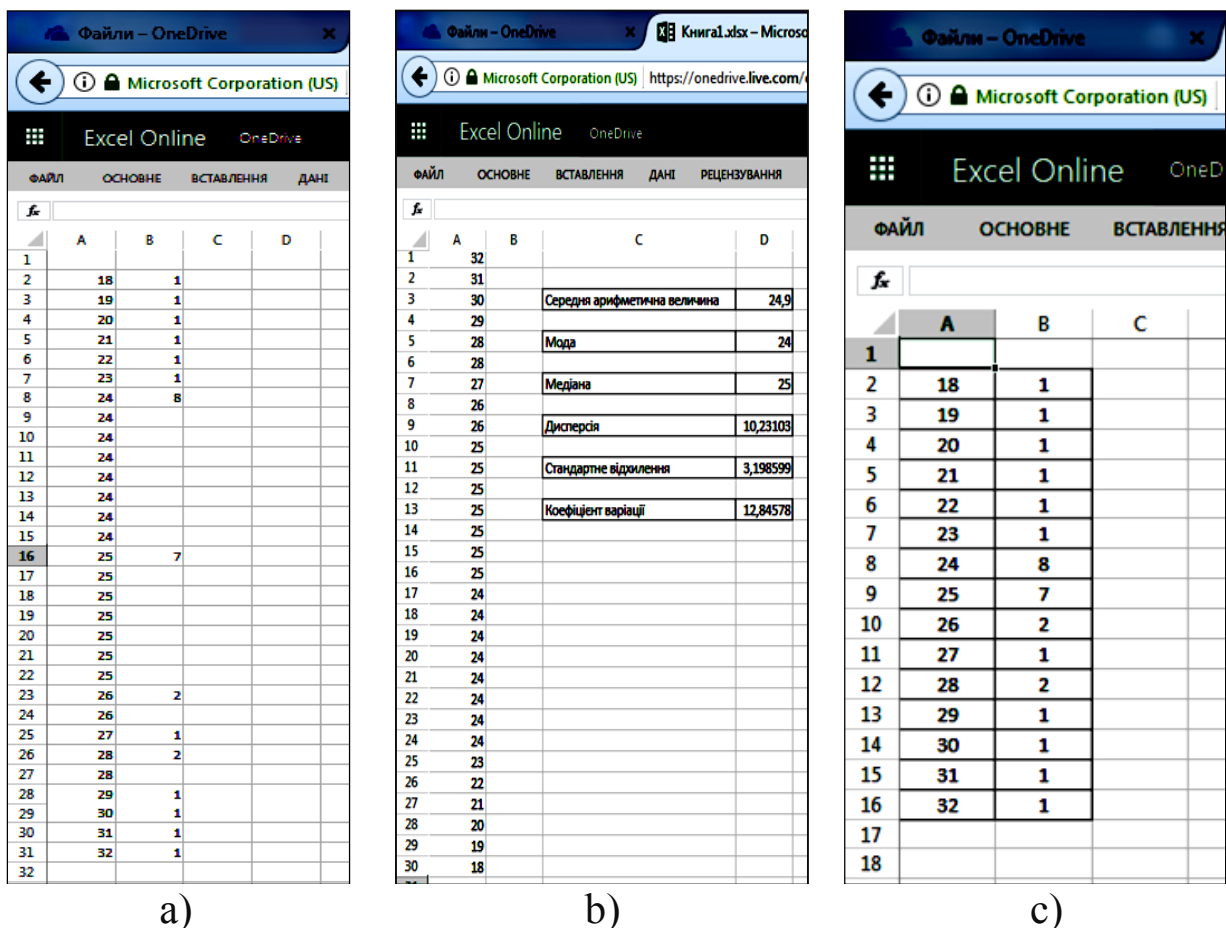 Файли – OneDrive
Microsoft Corporation (US)
Excel Online OneDrive
ФАЙЛ ОСНОВНЕ ВСТАВЛЕННЯ ДАНІ
fx
A B C D
1
2 18 1
3 19 1
4 20 1
5 21 1
6 22 1
7 23 1
8 24 8
9 24
10 24
11 24
12 24
13 24
14 24
15 24
16 25 7
17 25
18 25
19 25
20 25
21 25
22 25
23 26 2
24 26
25 27 1
26 28 2
27 28
28 29 1
29 30 1
30 31 1
31 32 1
32
a)
Файли – OneDrive Книга1.xlsx – Microso
Microsoft Corporation (US) https://onedrive.live.com/
Excel Online OneDrive
ФАЙЛ ОСНОВНЕ ВСТАВЛЕННЯ ДАНІ РЕЦЕНЗУВАННЯ
fx
A B C D
1 32
2 31
3 30 Середня арифметична величина 24,9
4 29
5 28 Мода 24
6 28
7 27 Медіана 25
8 26
9 26 Дисперсія 10,23103
10 25
11 25 Стандартне відхилення 3,198599
12 25
13 25 Коефіцієнт варіації 12,84578
14 25
15 25
16 25
17 24
18 24
19 24
20 24
21 24
22 24
23 24
24 24
25 23
26 22
27 21
28 20
29 19
30 18
b)
Файли – OneDrive
Microsoft Corporation (US)
Excel Online OneD
ФАЙЛ ОСНОВНЕ ВСТАВЛЕННЯ
fx
A B C
1
2 18 1
3 19 1
4 20 1
5 21 1
6 22 1
7 23 1
8 24 8
9 25 7
10 26 2
11 27 1
12 28 2
13 29 1
14 30 1
15 31 1
16 32 1
17
18
c)